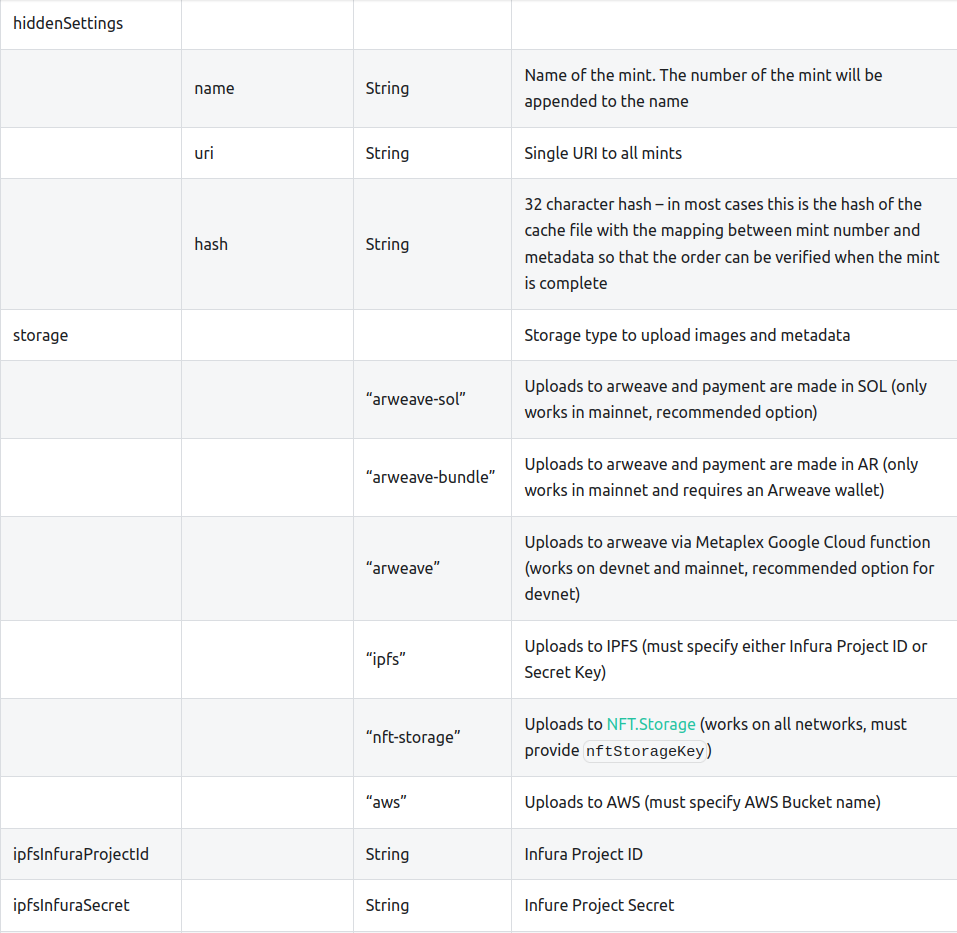 hiddenSettings
name String Name of the mint. The number of the mint will be
appended to the name
uri String Single URI to all mints
hash String 32 character hash – in most cases this is the hash of the
cache file with the mapping between mint number and
metadata so that the order can be verified when the mint
is complete
storage Storage type to upload images and metadata
“arweave-sol” Uploads to arweave and payment are made in SOL (only
works in mainnet, recommended option)
“arweave-bundle” Uploads to arweave and payment are made in AR (only
works in mainnet and requires an Arweave wallet)
“arweave” Uploads to arweave via Metaplex Google Cloud function
(works on devnet and mainnet, recommended option for
devnet)
“ipfs” Uploads to IPFS (must specify either Infura Project ID or
Secret Key)
“nft-storage” Uploads to NFT.Storage (works on all networks, must
provide nftStorageKey)
“aws” Uploads to AWS (must specify AWS Bucket name)
ipfsInfuraProjectId String Infura Project ID
ipfsInfuraSecret String Infure Project Secret